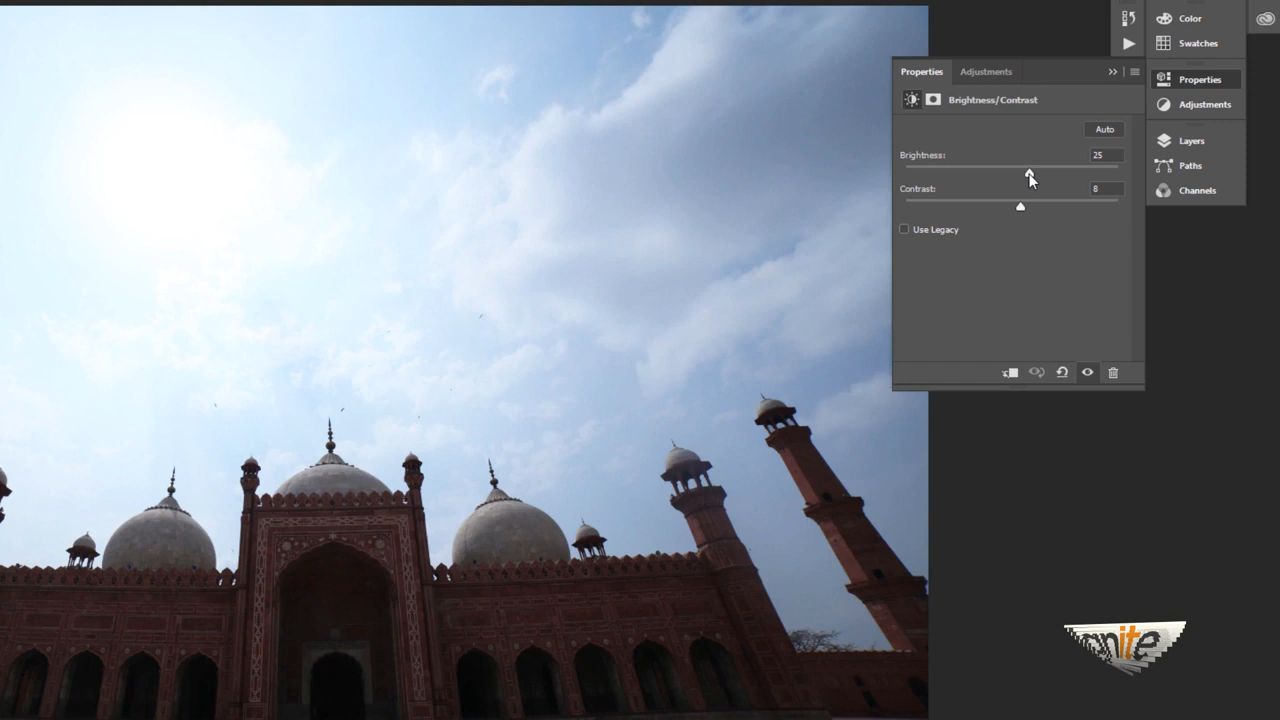 Color
Swatches
Properties
Adjustments
Layers
Paths
Channels
Properties Adjustments
Brightness/Contrast
Auto
Brightness: 25
Contrast: 8
Use Legacy